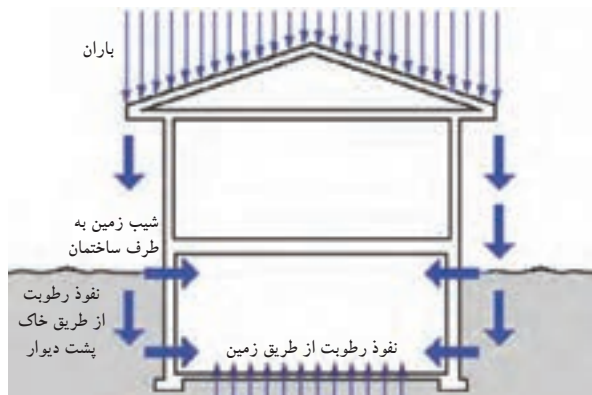 باران
شیب زمین به
طرف ساختمان
نفوذ رطوبت
از طریق خاک
پشت دیوار
نفوذ رطوبت از طریق زمین